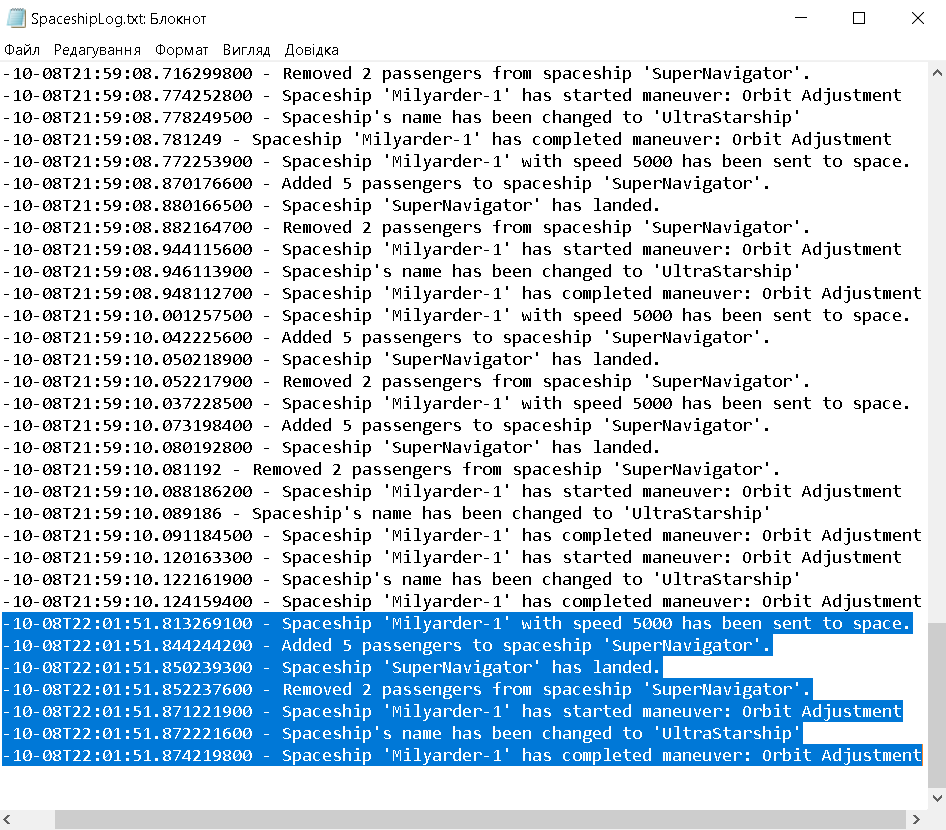 SpaceshipLog.txt: Блокнот
Файл Редагування Формат Вигляд Довідка
-10-08T21:59:08.716299800 - Removed 2 passengers from spaceship 'SuperNavigator'.
-10-08T21:59:08.774252800 - Spaceship 'Milyarder-1' has started maneuver: Orbit Adjustment
-10-08T21:59:08.778249500 - Spaceship's name has been changed to 'UltraStarship'
-10-08T21:59:08.781249 - Spaceship 'Milyarder-1' has completed maneuver: Orbit Adjustment
-10-08T21:59:08.772253900 - Spaceship 'Milyarder-1' with speed 5000 has been sent to space.
-10-08T21:59:08.870176600 - Added 5 passengers to spaceship 'SuperNavigator'.
-10-08T21:59:08.880166500 - Spaceship 'SuperNavigator' has landed.
-10-08T21:59:08.882164700 - Removed 2 passengers from spaceship 'SuperNavigator'.
-10-08T21:59:08.944115600 - Spaceship 'Milyarder-1' has started maneuver: Orbit Adjustment
-10-08T21:59:08.946113900 - Spaceship's name has been changed to 'UltraStarship'
-10-08T21:59:08.948112700 - Spaceship 'Milyarder-1' has completed maneuver: Orbit Adjustment
-10-08T21:59:10.001257500 - Spaceship 'Milyarder-1' with speed 5000 has been sent to space.
-10-08T21:59:10.042225600 - Added 5 passengers to spaceship 'SuperNavigator'.
-10-08T21:59:10.050218900 - Spaceship 'SuperNavigator' has landed.
-10-08T21:59:10.052217900 - Removed 2 passengers from spaceship 'SuperNavigator'.
-10-08T21:59:10.037228500 - Spaceship 'Milyarder-1' with speed 5000 has been sent to space.
-10-08T21:59:10.073198400 - Added 5 passengers to spaceship 'SuperNavigator'.
-10-08T21:59:10.080192800 - Spaceship 'SuperNavigator' has landed.
-10-08T21:59:10.081192 - Removed 2 passengers from spaceship 'SuperNavigator'.
-10-08T21:59:10.088186200 - Spaceship 'Milyarder-1' has started maneuver: Orbit Adjustment
-10-08T21:59:10.089186 - Spaceship's name has been changed to 'UltraStarship'
-10-08T21:59:10.091184500 - Spaceship 'Milyarder-1' has completed maneuver: Orbit Adjustment
-10-08T21:59:10.120163300 - Spaceship 'Milyarder-1' has started maneuver: Orbit Adjustment
-10-08T21:59:10.122161900 - Spaceship's name has been changed to 'UltraStarship'
-10-08T21:59:10.124159400 - Spaceship 'Milyarder-1' has completed maneuver: Orbit Adjustment
-10-08T22:01:51.813269100 - Spaceship 'Milyarder-1' with speed 5000 has been sent to space.
-10-08T22:01:51.844244200 - Added 5 passengers to spaceship 'SuperNavigator'.
-10-08T22:01:51.850239300 - Spaceship 'SuperNavigator' has landed.
-10-08T22:01:51.852237600 - Removed 2 passengers from spaceship 'SuperNavigator'.
-10-08T22:01:51.871221900 - Spaceship 'Milyarder-1' has started maneuver: Orbit Adjustment
-10-08T22:01:51.872221600 - Spaceship's name has been changed to 'UltraStarship'
-10-08T22:01:51.874219800 - Spaceship 'Milyarder-1' has completed maneuver: Orbit Adjustment